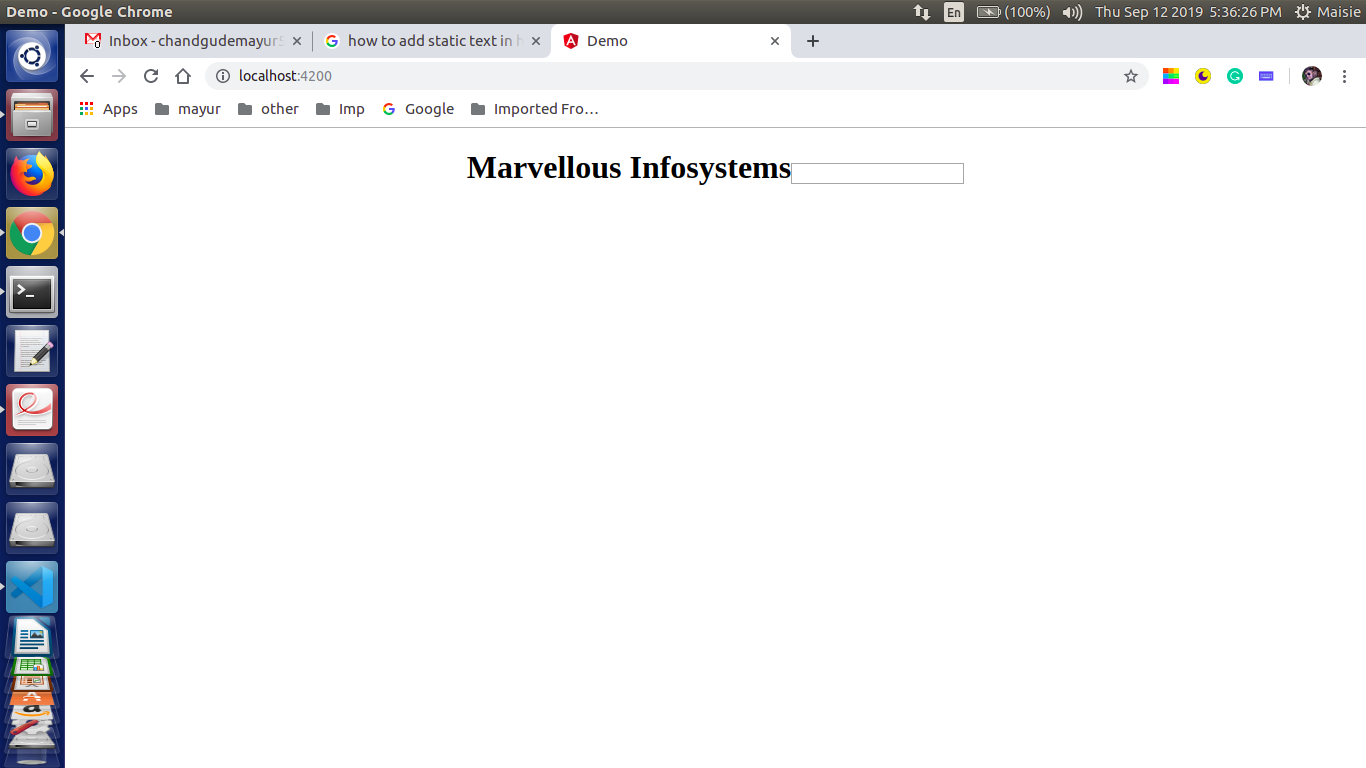 Demo - Google Chrome En (100%) Thu Sep 12 2019 5:36:26 PM Maisie
Inbox - chandgudemayur how to add static text in Demo
localhost:4200
Apps mayur other Imp Google Imported Fro…
Marvellous Infosystems